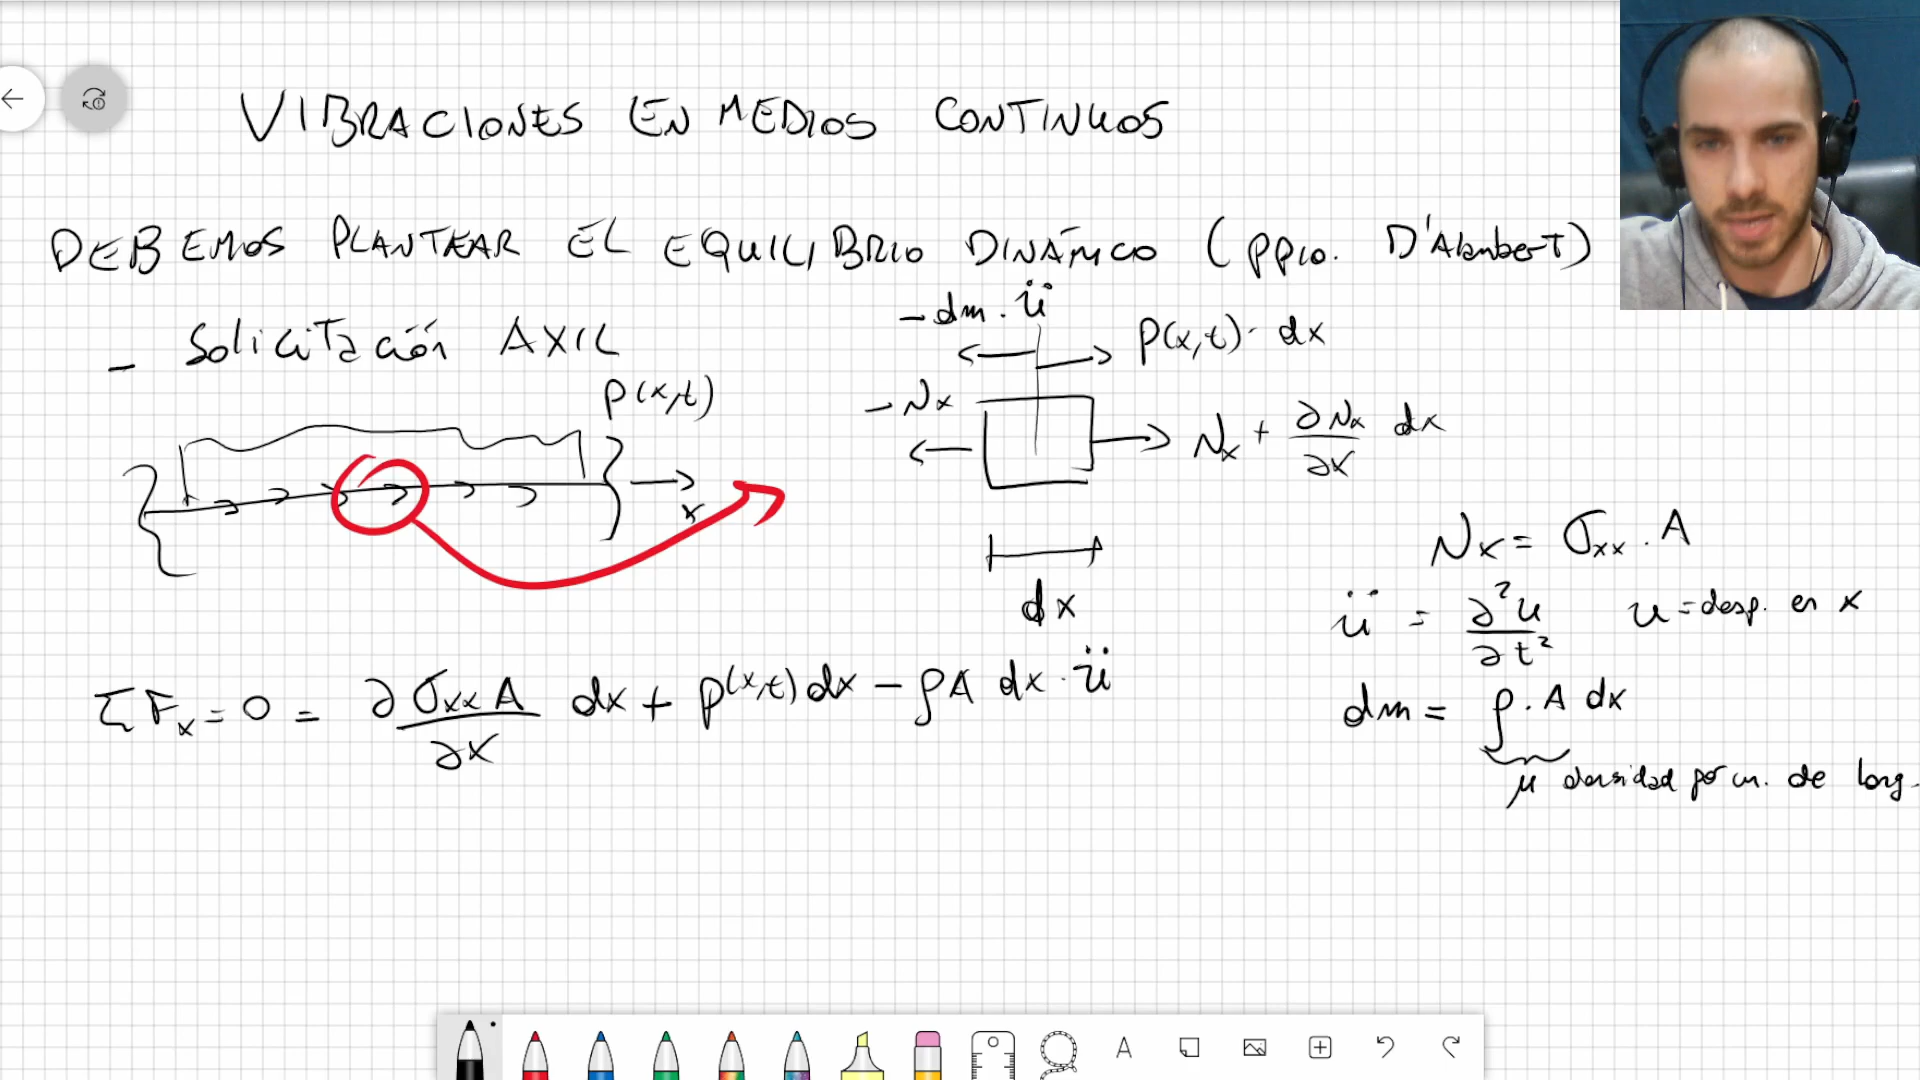 VIBRACIONES EN MEDIOS CONTINUOS
DEBEMOS PLANTEAR EL EQUILIBRIO DINÁMICO (PPIO. D'Alambert)
- Solicitación AXIL
p(x,t)
x
- dm . ü
p(x,t) · dx
- Nx
Nx + ∂Nx/∂x dx
dx
Nx = σxx . A
ü = ∂²u/∂t² u = desp. en x
dm = ρ . A dx
μ densidad por un. de long.
ΣFx = 0 = ∂σxx A/∂x dx + p(x,t) dx - ρA dx · ü
A